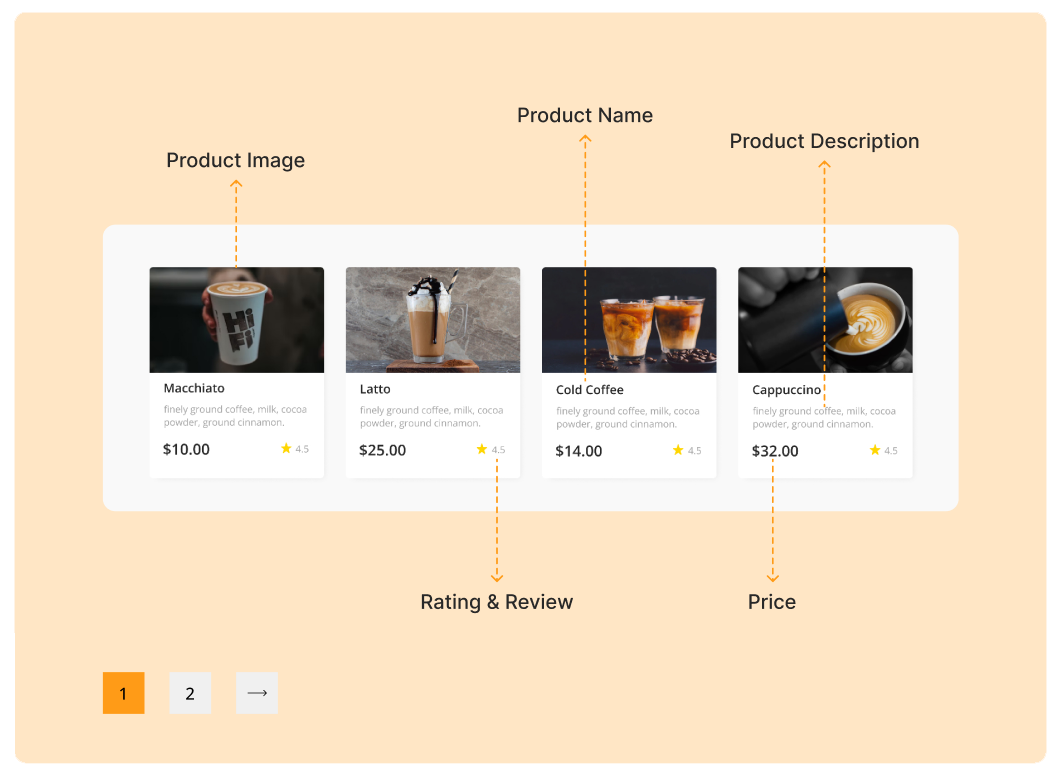 Product Name
Product Description
Product Image
Hi
Fi
Macchiato
finely ground coffee, milk, cocoa
powder, ground cinnamon.
$10.00
4.5
Latto
finely ground coffee, milk, cocoa
powder, ground cinnamon.
$25.00
4.5
Cold Coffee
finely ground coffee, milk, cocoa
powder, ground cinnamon.
$14.00
4.5
Cappuccino
finely ground coffee, milk, cocoa
powder, ground cinnamon.
$32.00
4.5
Rating & Review
Price
1
2